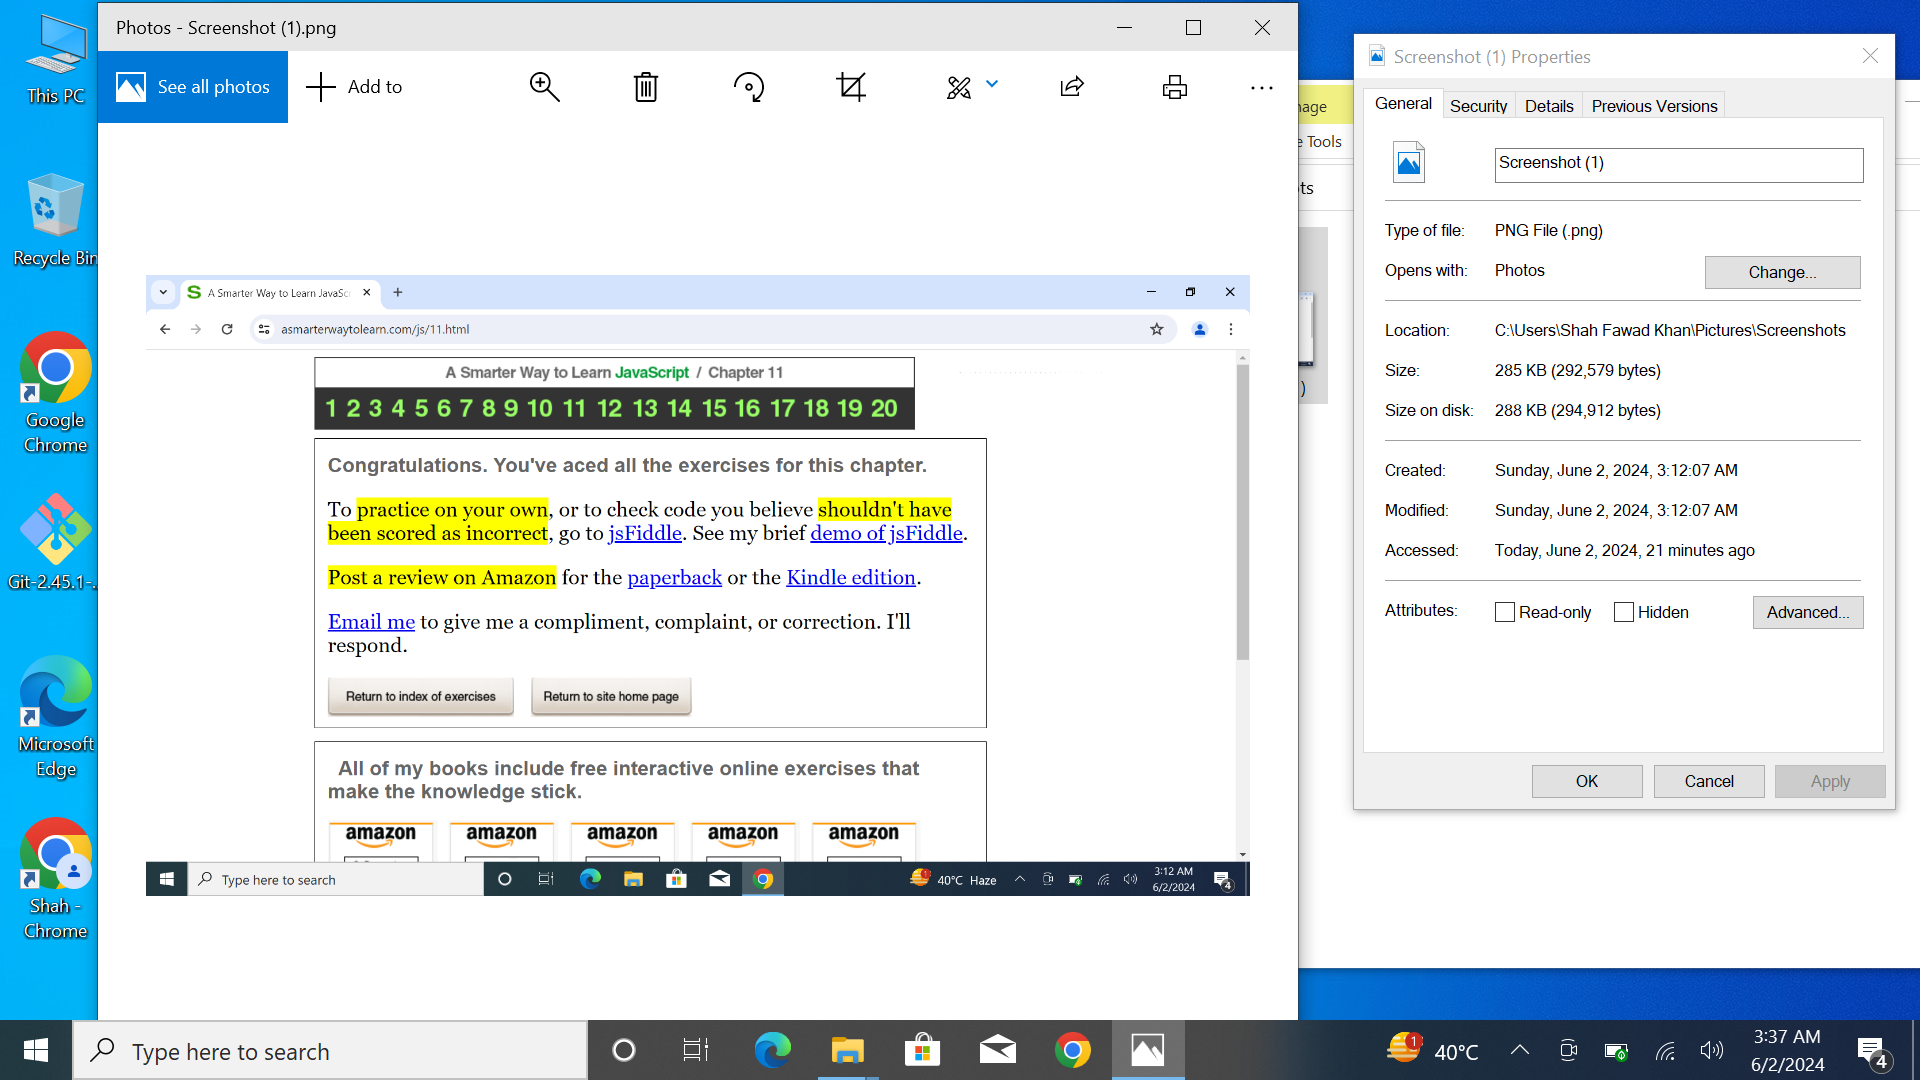 This PC
Recycle Bin
Google
Chrome
Git-2.45.1-..
Microsoft
Edge
Shah -
Chrome
Photos - Screenshot (1).png
See all photos
Add to
A Smarter Way to Learn JavaSc
asmarterwaytolearn.com/js/11.html
A Smarter Way to Learn JavaScript / Chapter 11
1 2 3 4 5 6 7 8 9 10 11 12 13 14 15 16 17 18 19 20
Congratulations. You've aced all the exercises for this chapter.
To practice on your own, or to check code you believe shouldn't have
been scored as incorrect, go to jsFiddle. See my brief demo of jsFiddle.
Post a review on Amazon for the paperback or the Kindle edition.
Email me to give me a compliment, complaint, or correction. I'll
respond.
Return to index of exercises Return to site home page
All of my books include free interactive online exercises that
make the knowledge stick.
amazon amazon amazon amazon amazon
Type here to search
40°C Haze
3:12 AM
6/2/2024
4
nage
e Tools
ts
)
Screenshot (1) Properties
General Security Details Previous Versions
Screenshot (1)
Type of file: PNG File (.png)
Opens with: Photos
Change...
Location: C:\Users\Shah Fawad Khan\Pictures\Screenshots
Size: 285 KB (292,579 bytes)
Size on disk: 288 KB (294,912 bytes)
Created: Sunday, June 2, 2024, 3:12:07 AM
Modified: Sunday, June 2, 2024, 3:12:07 AM
Accessed: Today, June 2, 2024, 21 minutes ago
Attributes: Read-only Hidden
Advanced...
OK Cancel Apply
Type here to search
1
40°C
3:37 AM
6/2/2024
4